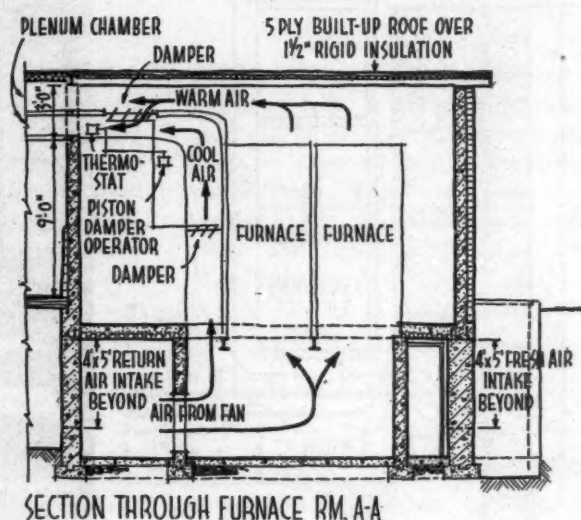 PLENUM CHAMBER
DAMPER
5 PLY BUILT-UP ROOF OVER
1½" RIGID INSULATION
WARM AIR
3'-0"
THERMO-
STAT
COOL
AIR
9'-0"
PISTON
DAMPER
OPERATOR
DAMPER
FURNACE
FURNACE
4'x5' RETURN
AIR INTAKE
BEYOND
AIR FROM FAN
4'x5' FRESH AIR
INTAKE
BEYOND
SECTION THROUGH FURNACE RM. A-A